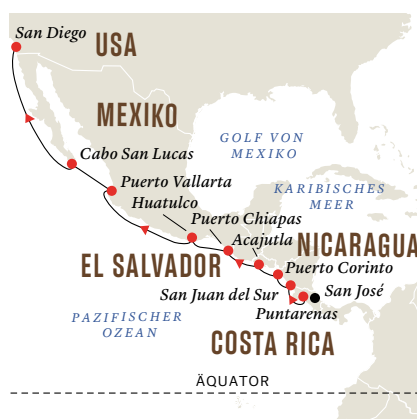 San Diego
USA
MEXIKO
GOLF VON
MEXIKO
Cabo San Lucas
Puerto Vallarta
KARIBISCHES
MEER
Huatulco
Puerto Chiapas
Acajutla
NICARAGUA
EL SALVADOR
Puerto Corinto
San Juan del Sur
San José
Puntarenas
PAZIFISCHER
OZEAN
COSTA RICA
ÄQUATOR